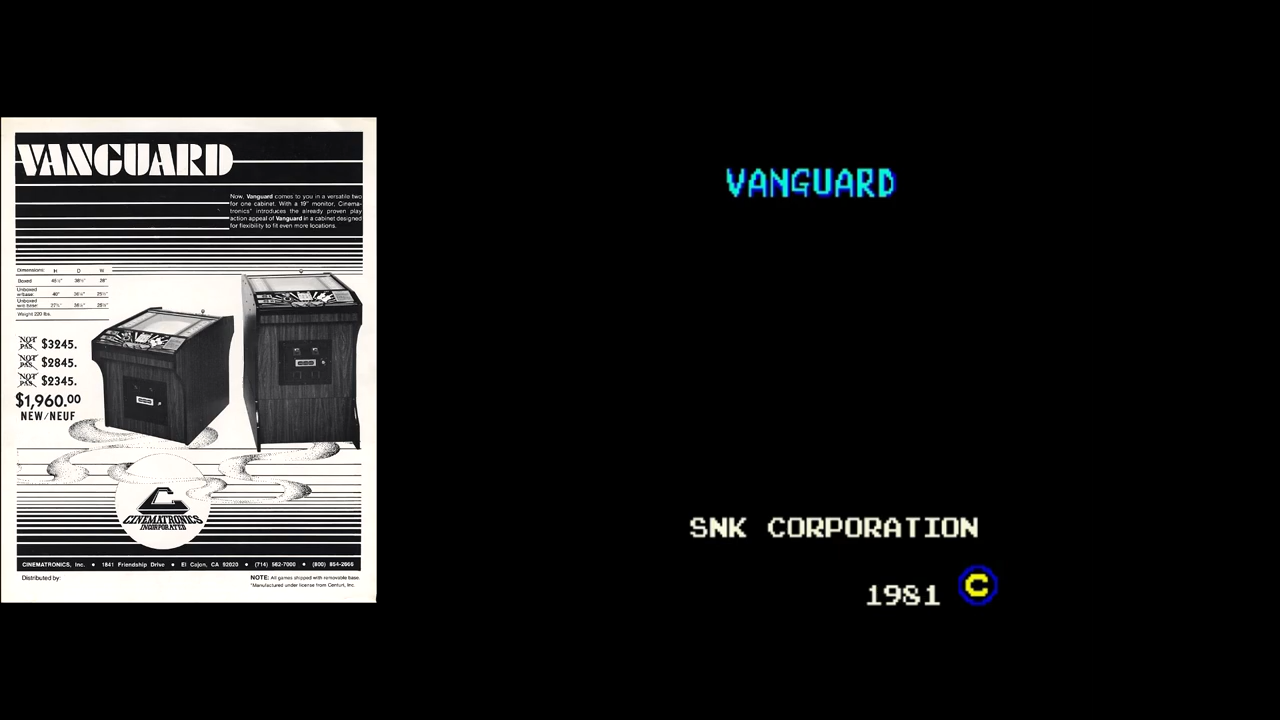 VANGUARD
Now, Vanguard comes to you in a versatile two
for one cabinet. With a 19" monitor, Cinema-
tronics* introduces the already proven play
action appeal of Vanguard in a cabinet designed
for flexibility to fit even more locations.
Dimensions: H D W
Boxed
Unboxed
w/base:
Unboxed
w/o base:
Weight 220 lbs.
NOT PAS $3245.
NOT PAS $2845.
NOT PAS $2345.
$1,960.00
NEW/NEUF
CINEMATRONICS
INCORPORATED
CINEMATRONICS, Inc. • 1841 Friendship Drive • El Cajon, CA 92020 • (714) 562-7000 • (800) 854-2666
Distributed by:
NOTE: All games shipped with removable base.
*Manufactured under license from Centuri, Inc.
VANGUARD
SNK CORPORATION
1981 ©